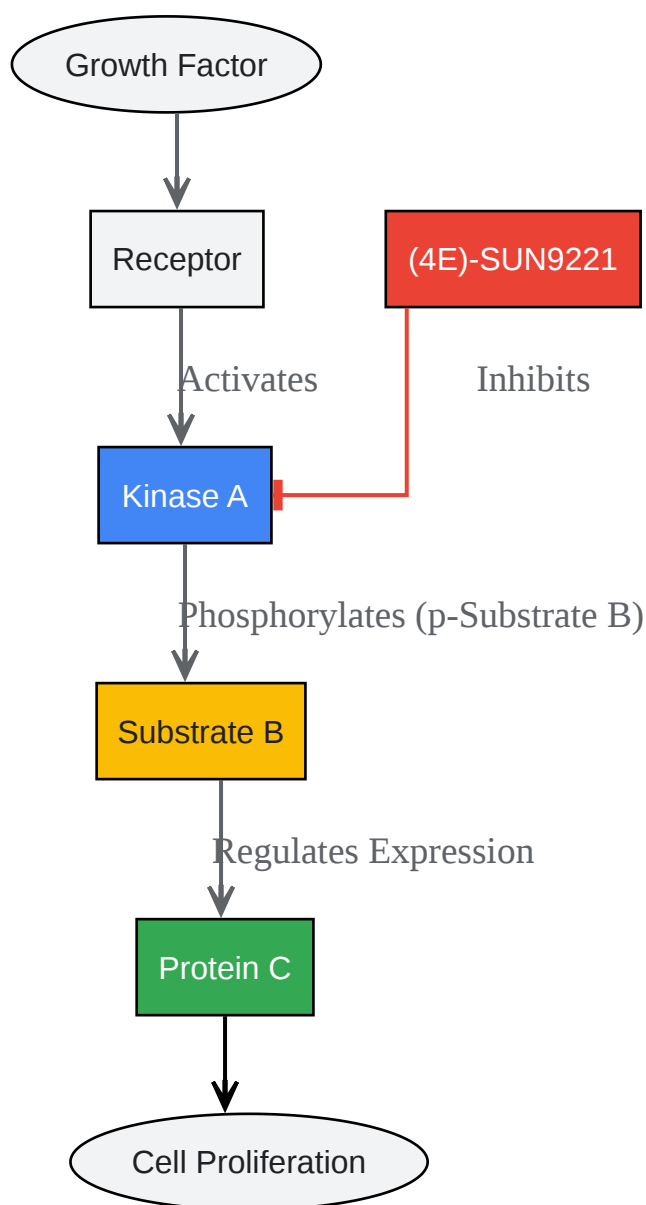 Growth Factor
Receptor
(4E)-SUN9221
Activates
Inhibits
Kinase A
Phosphorylates (p-Substrate B)
Substrate B
Regulates Expression
Protein C
Cell Proliferation